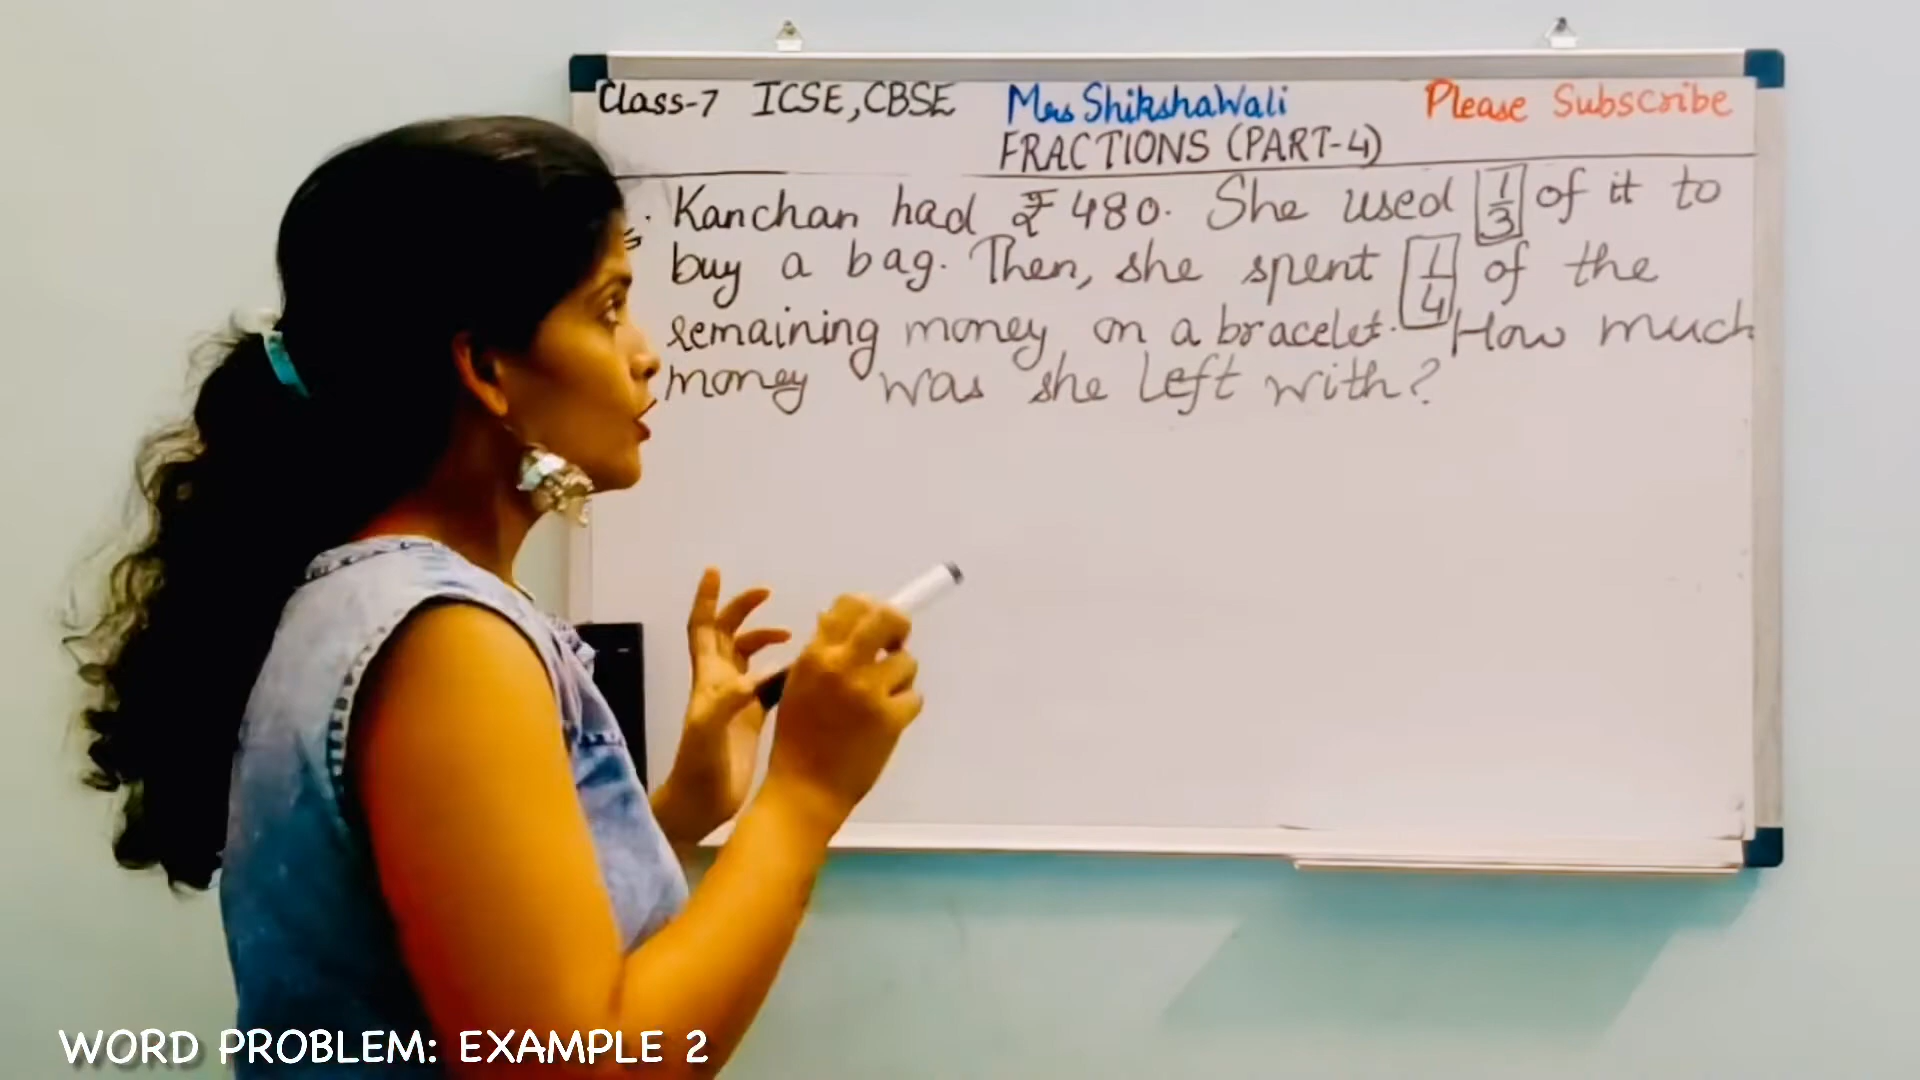 Class-7 ICSE, CBSE Mrs ShikshaWali Please Subscribe
FRACTIONS (PART-4)
Kanchan had ₹ 480. She used 1/3 of it to
buy a bag. Then, she spent 1/4 of the
remaining money on a bracelet. How much
money was she left with?
WORD PROBLEM: EXAMPLE 2